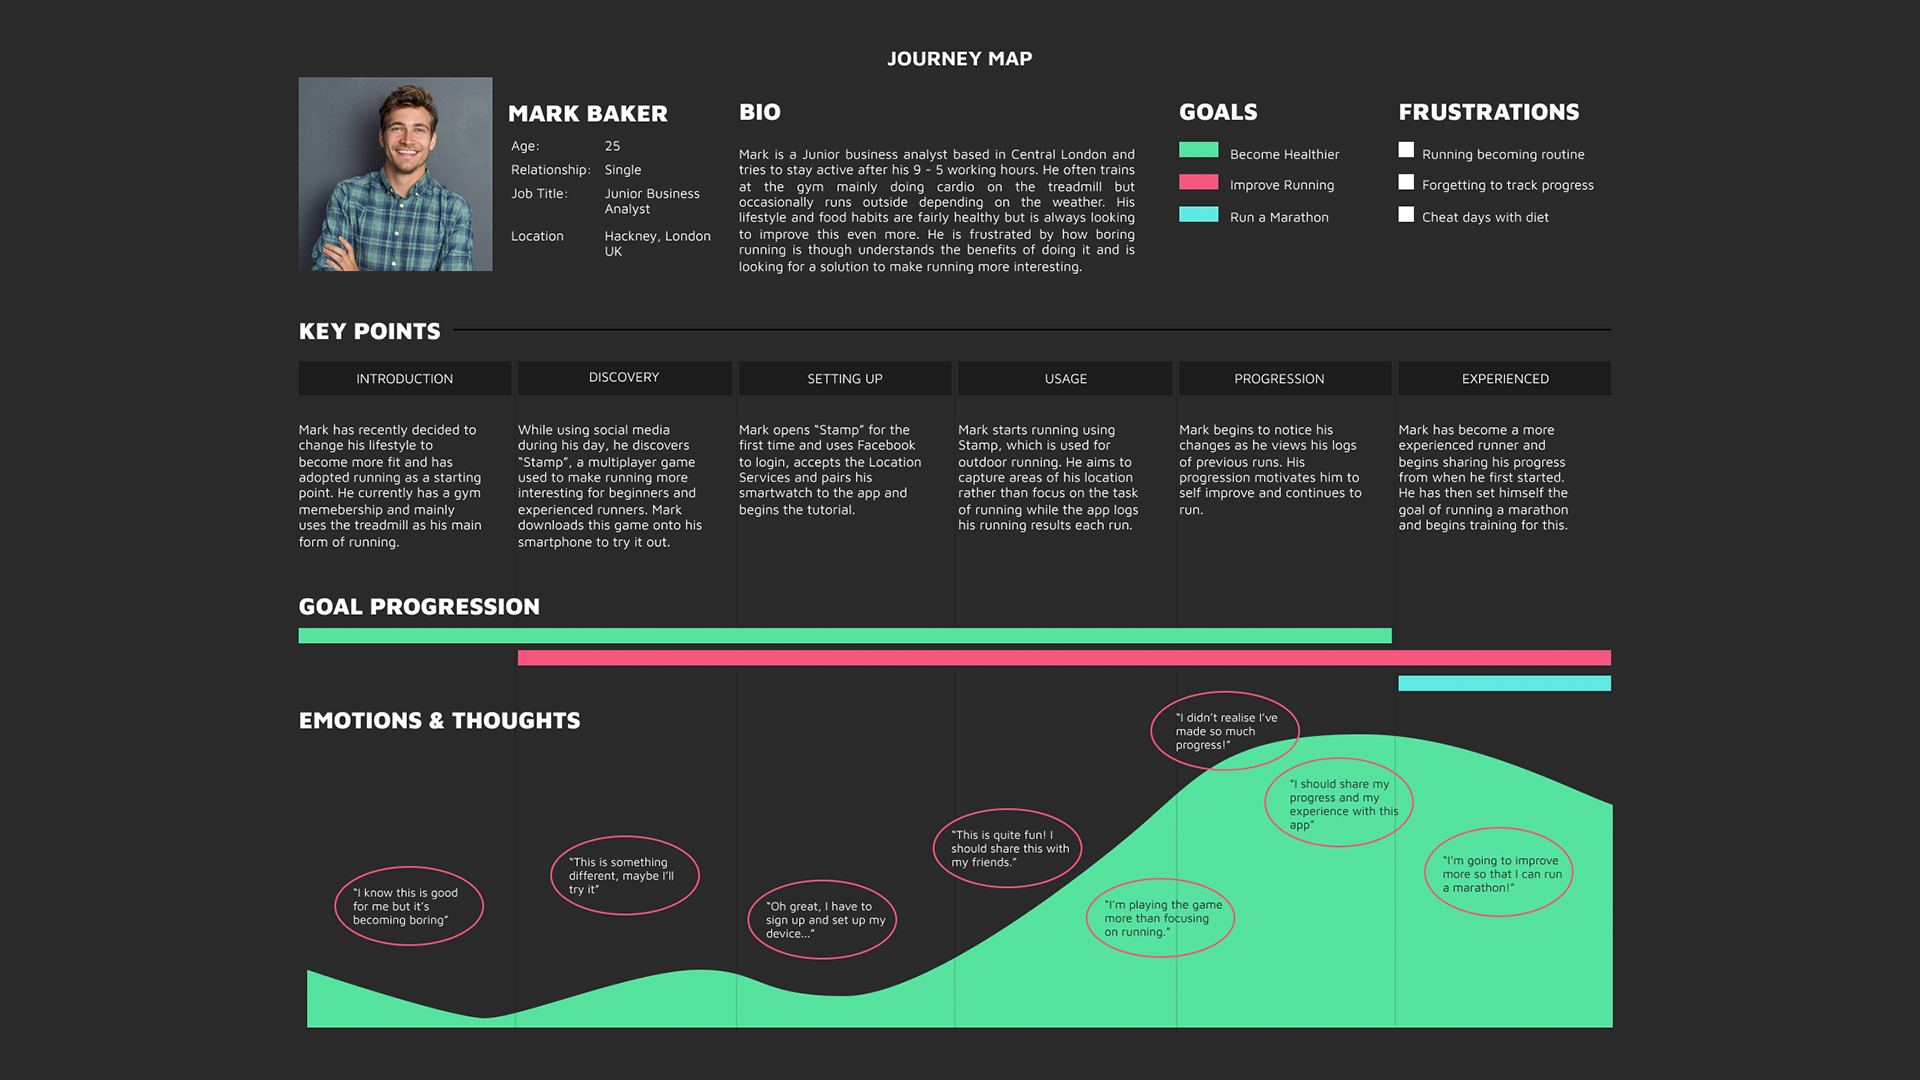 JOURNEY MAP
MARK BAKER
Age: 25
Relationship: Single
Job Title: Junior Business
Analyst
Location Hackney, London
UK
BIO
Mark is a Junior business analyst based in Central London and
tries to stay active after his 9 - 5 working hours. He often trains
at the gym mainly doing cardio on the treadmill but
occasionally runs outside depending on the weather. His
lifestyle and food habits are fairly healthy but is always looking
to improve this even more. He is frustrated by how boring
running is though understands the benefits of doing it and is
looking for a solution to make running more interesting.
GOALS
Become Healthier
Improve Running
Run a Marathon
FRUSTRATIONS
Running becoming routine
Forgetting to track progress
Cheat days with diet
KEY POINTS
INTRODUCTION
Mark has recently decided to
change his lifestyle to
become more fit and has
adopted running as a starting
point. He currently has a gym
memebership and mainly
uses the treadmill as his main
form of running.
DISCOVERY
While using social media
during his day, he discovers
“Stamp”, a multiplayer game
used to make running more
interesting for beginners and
experienced runners. Mark
downloads this game onto his
smartphone to try it out.
SETTING UP
Mark opens “Stamp” for the
first time and uses Facebook
to login, accepts the Location
Services and pairs his
smartwatch to the app and
begins the tutorial.
USAGE
Mark starts running using
Stamp, which is used for
outdoor running. He aims to
capture areas of his location
rather than focus on the task
of running while the app logs
his running results each run.
PROGRESSION
Mark begins to notice his
changes as he views his logs
of previous runs. His
progression motivates him to
self improve and continues to
run.
EXPERIENCED
Mark has become a more
experienced runner and
begins sharing his progress
from when he first started.
He has then set himself the
goal of running a marathon
and begins training for this.
GOAL PROGRESSION
EMOTIONS & THOUGHTS
“I know this is good
for me but it’s
becoming boring”
“This is something
different, maybe I’ll
try it”
“Oh great, I have to
sign up and set up my
device...”
“This is quite fun! I
should share this with
my friends.”
“I’m playing the game
more than focusing
on running.”
“I didn’t realise I’ve
made so much
progress!”
“I should share my
progress and my
experience with this
app”
“I’m going to improve
more so that I can run
a marathon!”